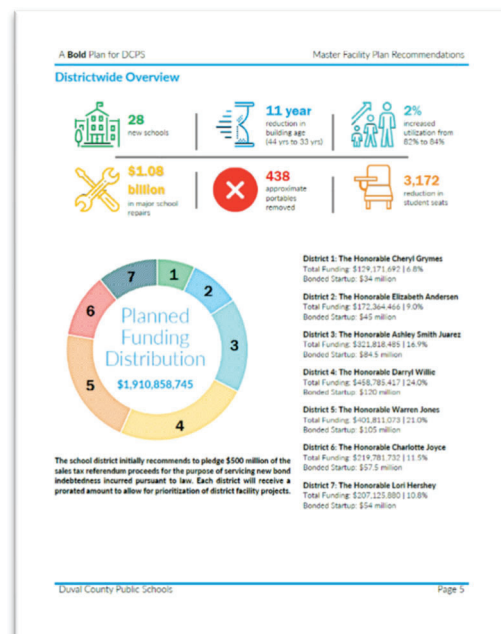 A Bold Plan for DCPS
Master Facility Plan Recommendations
Districtwide Overview
28
new schools
11 year
reduction in
building age
(44 yrs to 33 yrs)
2%
increased
utilization from
82% to 84%
$1.08
billion
in major school
repairs
438
approximate
portables
removed
3,172
reduction in
student seats
1
2
3
4
5
6
7
Planned
Funding
Distribution
$1,910,858,745
The school district initially recommends to pledge $500 million of the
sales tax referendum proceeds for the purpose of servicing new bond
indebtedness incurred pursuant to law. Each district will receive a
prorated amount to allow for prioritization of district facility projects.
District 1: The Honorable Cheryl Grymes
Total Funding: $129,171,692 | 6.8%
Bonded Startup: $34 million
District 2: The Honorable Elizabeth Andersen
Total Funding: $172,364,466 | 9.0%
Bonded Startup: $45 million
District 3: The Honorable Ashley Smith Juarez
Total Funding: $321,818,485 | 16.9%
Bonded Startup: $84.5 million
District 4: The Honorable Darryl Willie
Total Funding: $458,785,417 | 24.0%
Bonded Startup: $120 million
District 5: The Honorable Warren Jones
Total Funding: $401,811,073 | 21.0%
Bonded Startup: $105 million
District 6: The Honorable Charlotte Joyce
Total Funding: $219,781,732 | 11.5%
Bonded Startup: $57.5 million
District 7: The Honorable Lori Hershey
Total Funding: $207,125,880 | 10.8%
Bonded Startup: $54 million
Duval County Public Schools
Page 5